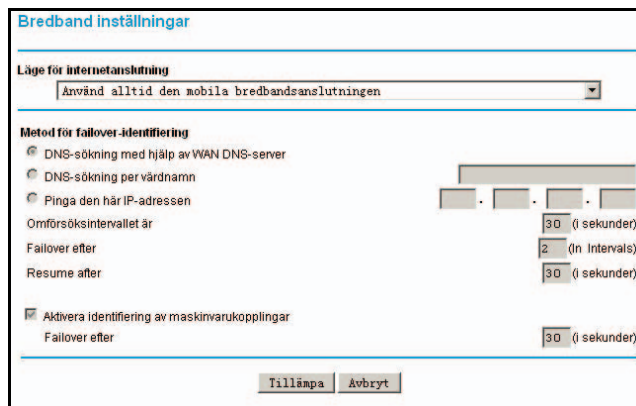 Bredband inställningar
Läge för internetanslutning
Använd alltid den mobila bredbandsanslutningen
Metod för failover-identifiering
DNS-sökning med hjälp av WAN DNS-server
DNS-sökning per värdnamn
Pinga den här IP-adressen . . .
Omförsöksintervallet är 30 (i sekunder)
Failover efter 2 (In Intervals)
Resume after 30 (i sekunder)
Aktivera identifiering av maskinvarukopplingar
Failover efter 30 (i sekunder)
Tillämpa Avbryt